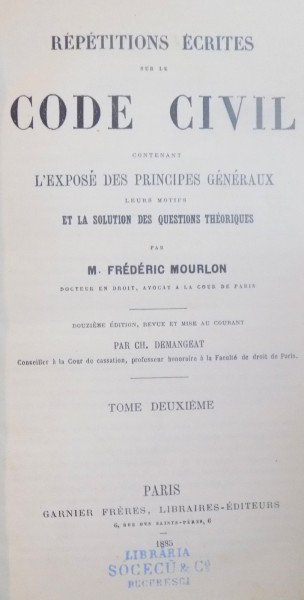 RÉPÉTITIONS ÉCRITES
SUR LE
CODE CIVIL
CONTENANT
L'EXPOSÉ DES PRINCIPES GÉNÉRAUX
LEURS MOTIFS
ET LA SOLUTION DES QUESTIONS THÉORIQUES
PAR
M. FRÉDÉRIC MOURLON
DOCTEUR EN DROIT, AVOCAT A LA COUR DE PARIS
DOUZIÈME ÉDITION, REVUE ET MISE AU COURANT
PAR CH. DEMANGEAT
Conseiller à la Cour de cassation, professeur honoraire à la Faculté de droit de Paris.
TOME DEUXIÈME
PARIS
GARNIER FRÈRES, LIBRAIRES-ÉDITEURS
6, RUE DES SAINTS-PÈRES, 6
1885
LIBRARIA
SOCECŬ & Co
BUCURESCI